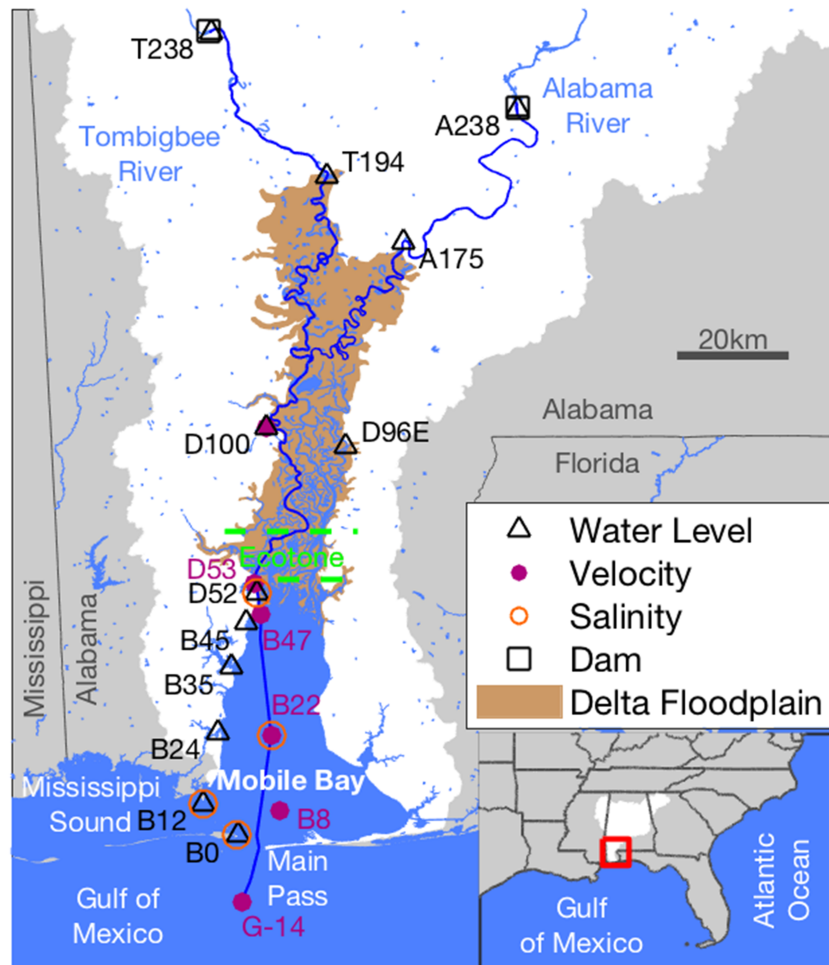 T238
Alabama
River
A238
Tombigbee
River
T194
A175
20km
Alabama
Florida
D100
D96E
Ecotone
D53
D52
B45
B47
B35
B22
B24
Mobile Bay
Mississippi
Sound
B12
B8
B0
Main
Pass
Gulf of
Mexico
G-14
Mississippi
Alabama
Water Level
Velocity
Salinity
Dam
Delta Floodplain
Gulf
of Mexico
Atlantic
Ocean